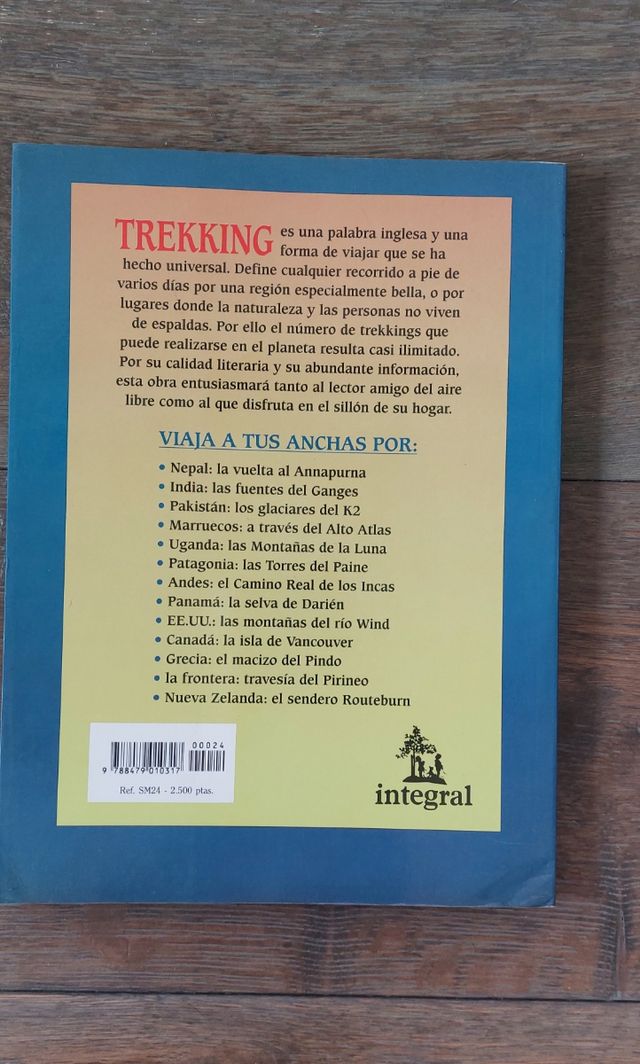 TREKKING es una palabra inglesa y una
forma de viajar que se ha
hecho universal. Define cualquier recorrido a pie de
varios días por una región especialmente bella, o por
lugares donde la naturaleza y las personas no viven
de espaldas. Por ello el número de trekkings que
puede realizarse en el planeta resulta casi ilimitado.
Por su calidad literaria y su abundante información,
esta obra entusiasmará tanto al lector amigo del aire
libre como al que disfruta en el sillón de su hogar.
VIAJA A TUS ANCHAS POR:
• Nepal: la vuelta al Annapurna
• India: las fuentes del Ganges
• Pakistán: los glaciares del K2
• Marruecos: a través del Alto Atlas
• Uganda: las Montañas de la Luna
• Patagonia: las Torres del Paine
• Andes: el Camino Real de los Incas
• Panamá: la selva de Darién
• EE.UU.: las montañas del río Wind
• Canadá: la isla de Vancouver
• Grecia: el macizo del Pindo
• la frontera: travesía del Pirineo
• Nueva Zelanda: el sendero Routeburn
00024
9 788479 010317
Ref. SM24 - 2.500 ptas.
integral